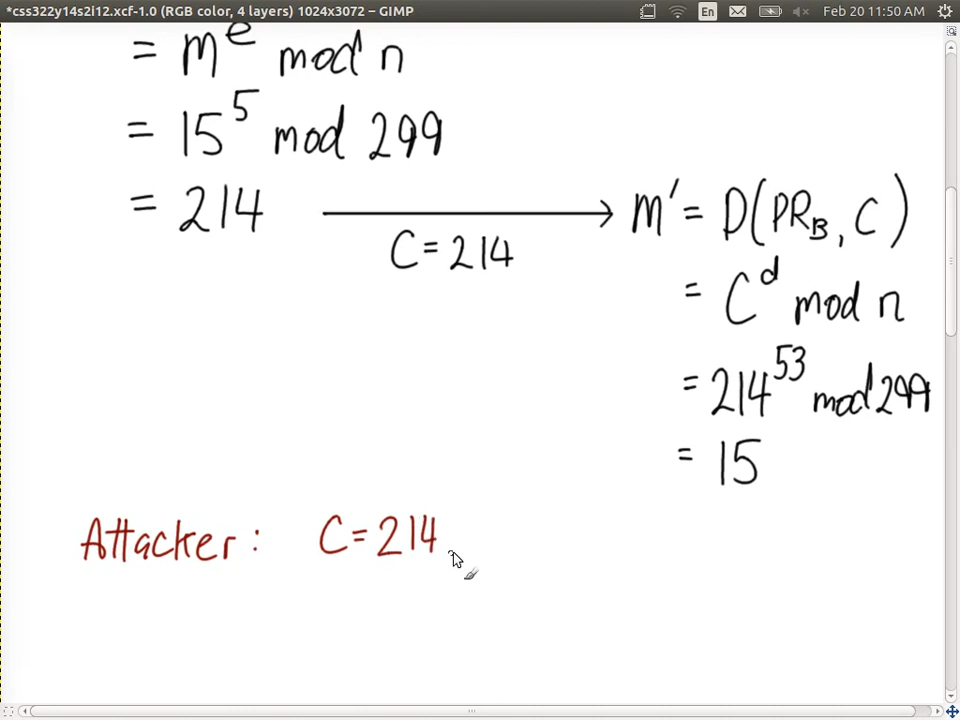 *css322y14s2i12.xcf-1.0 (RGB color, 4 layers) 1024x3072 – GIMP En Feb 20 11:50 AM
= M^e mod n
= 15^5 mod 299
= 214
C = 214
M' = D(PR_B, C)
= C^d mod n
= 214^53 mod 299
= 15
Attacker: C = 214